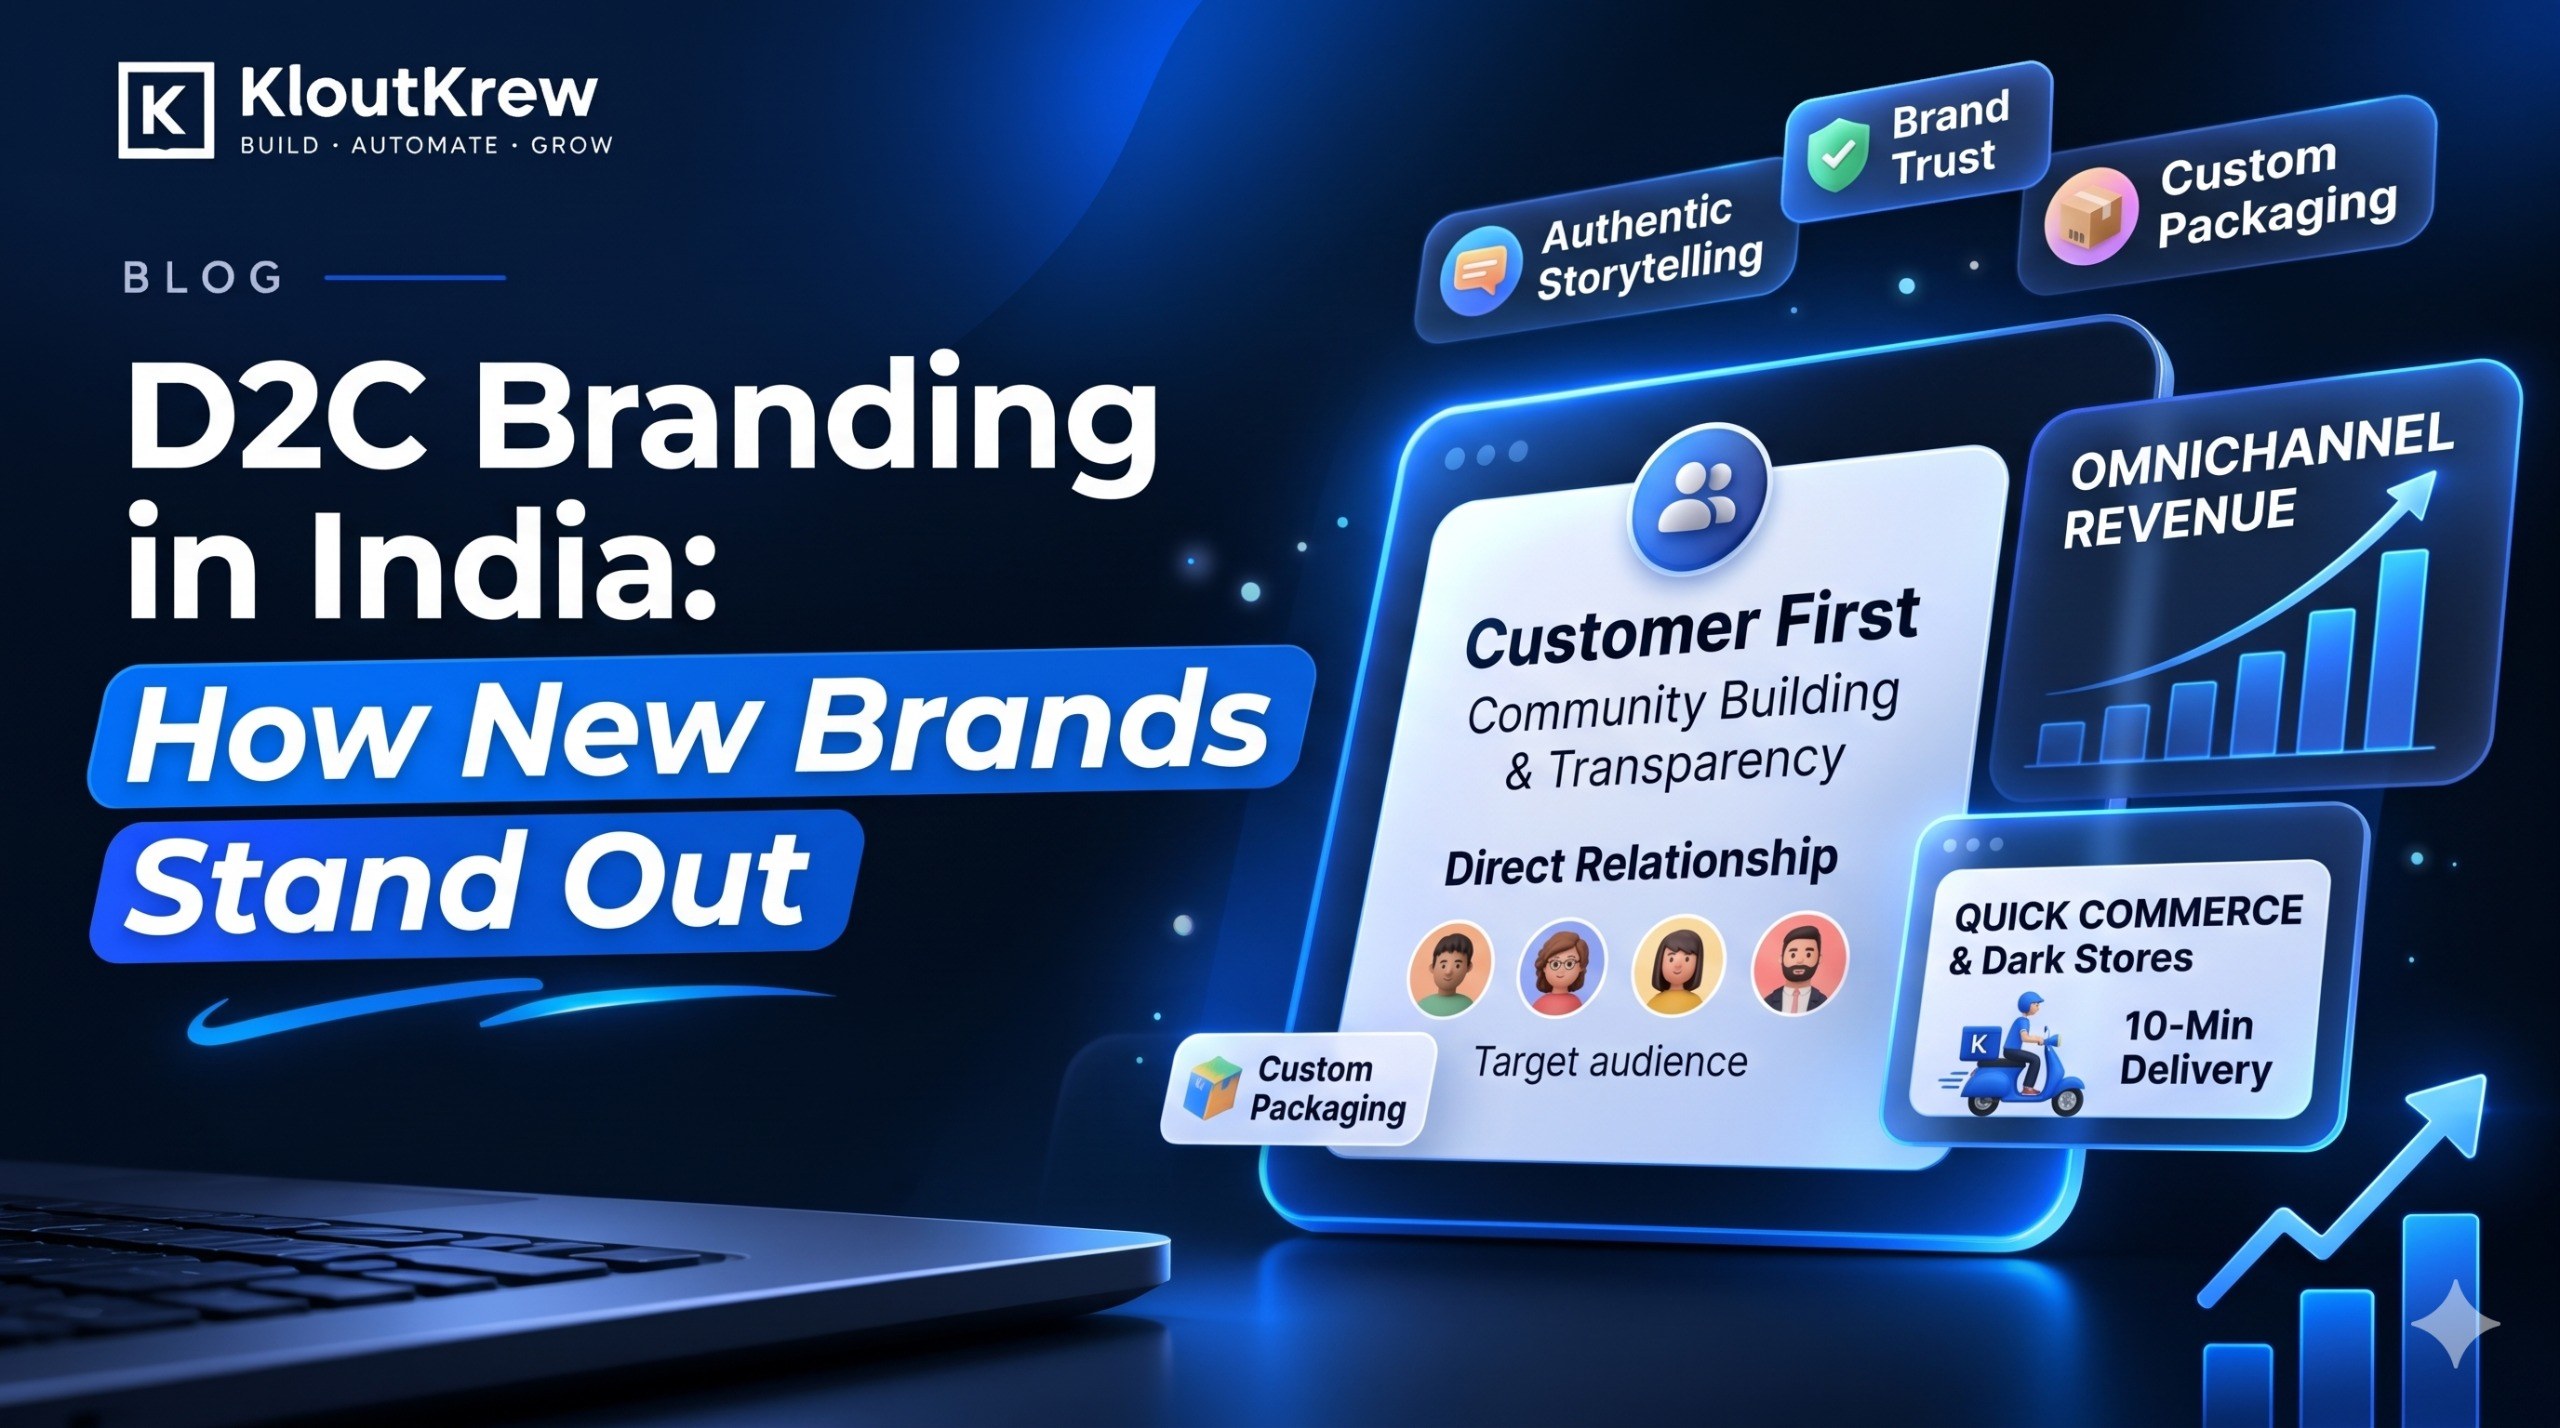 K
KloutKrew
BUILD · AUTOMATE · GROW
BLOG
D2C Branding
in India:
How New Brands
Stand Out
Authentic
Storytelling
Brand
Trust
Custom
Packaging
OMNICHANNEL
REVENUE
Customer First
Community Building
& Transparency
Direct Relationship
Target audience
Custom
Packaging
QUICK COMMERCE
& Dark Stores
K
10-Min
Delivery